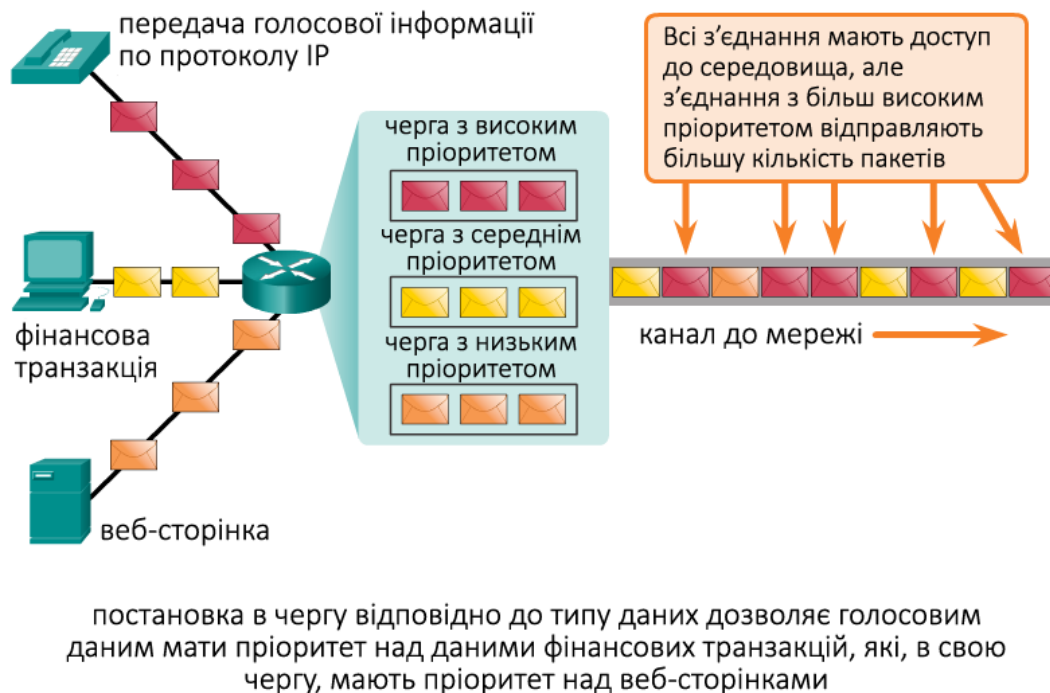 передача голосової інформації
по протоколу IP
Всі з’єднання мають доступ
до середовища, але
з’єднання з більш високим
пріоритетом відправляють
більшу кількість пакетів
черга з високим
пріоритетом
черга з середнім
пріоритетом
черга з низьким
пріоритетом
фінансова
транзакція
канал до мережі
веб-сторінка
постановка в чергу відповідно до типу даних дозволяє голосовим
даним мати пріоритет над даними фінансових транзакцій, які, в свою
чергу, мають пріоритет над веб-сторінками